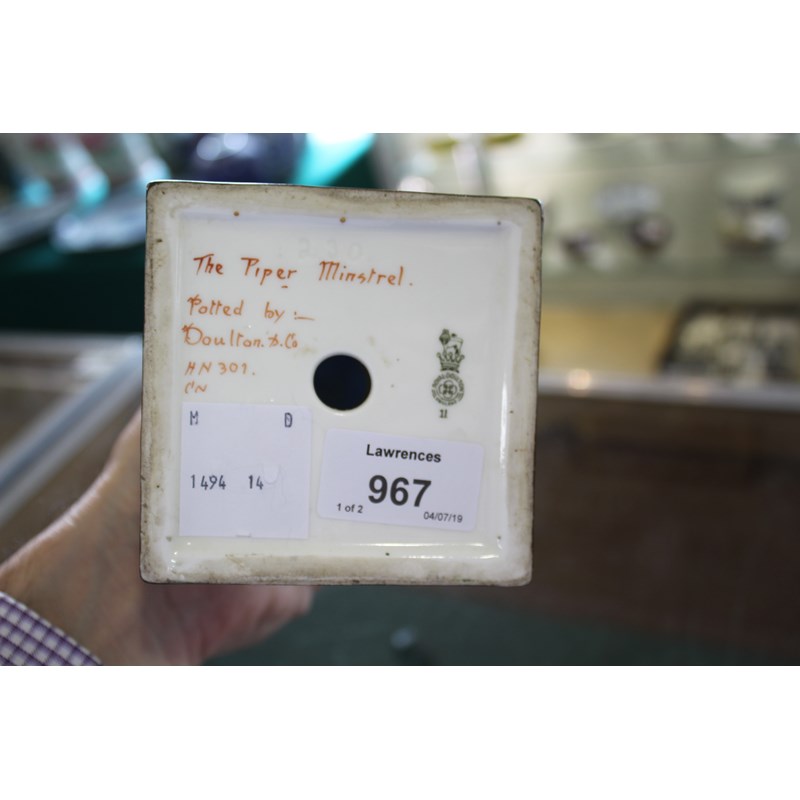 The Piper Minstrel.
Potted by :-
Doulton & Co
HN 301.
CN
M D
1494 14
Lawrences
967
1 of 2
04/07/19